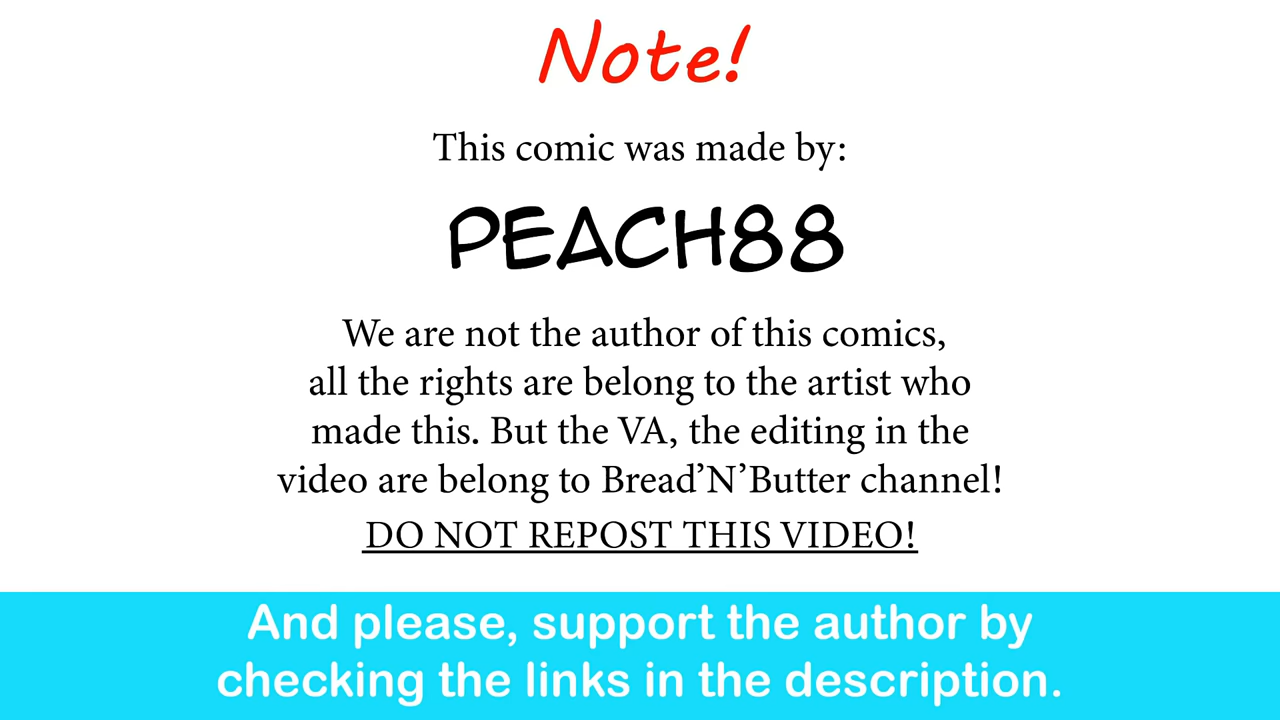 Note!
This comic was made by:
PEACH88
We are not the author of this comics,
all the rights are belong to the artist who
made this. But the VA, the editing in the
video are belong to Bread’N’Butter channel!
DO NOT REPOST THIS VIDEO!
And please, support the author by
checking the links in the description.